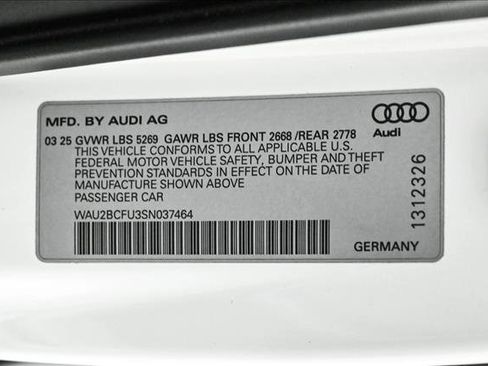 MFD. BY AUDI AG
03 25 GVWR LBS 5269 GAWR LBS FRONT 2668 /REAR 2778
THIS VEHICLE CONFORMS TO ALL APPLICABLE U.S.
FEDERAL MOTOR VEHICLE SAFETY, BUMPER AND THEFT
PREVENTION STANDARDS IN EFFECT ON THE DATE OF
MANUFACTURE SHOWN ABOVE
PASSENGER CAR
WAU2BCFU3SN037464
Audi
1312326
GERMANY